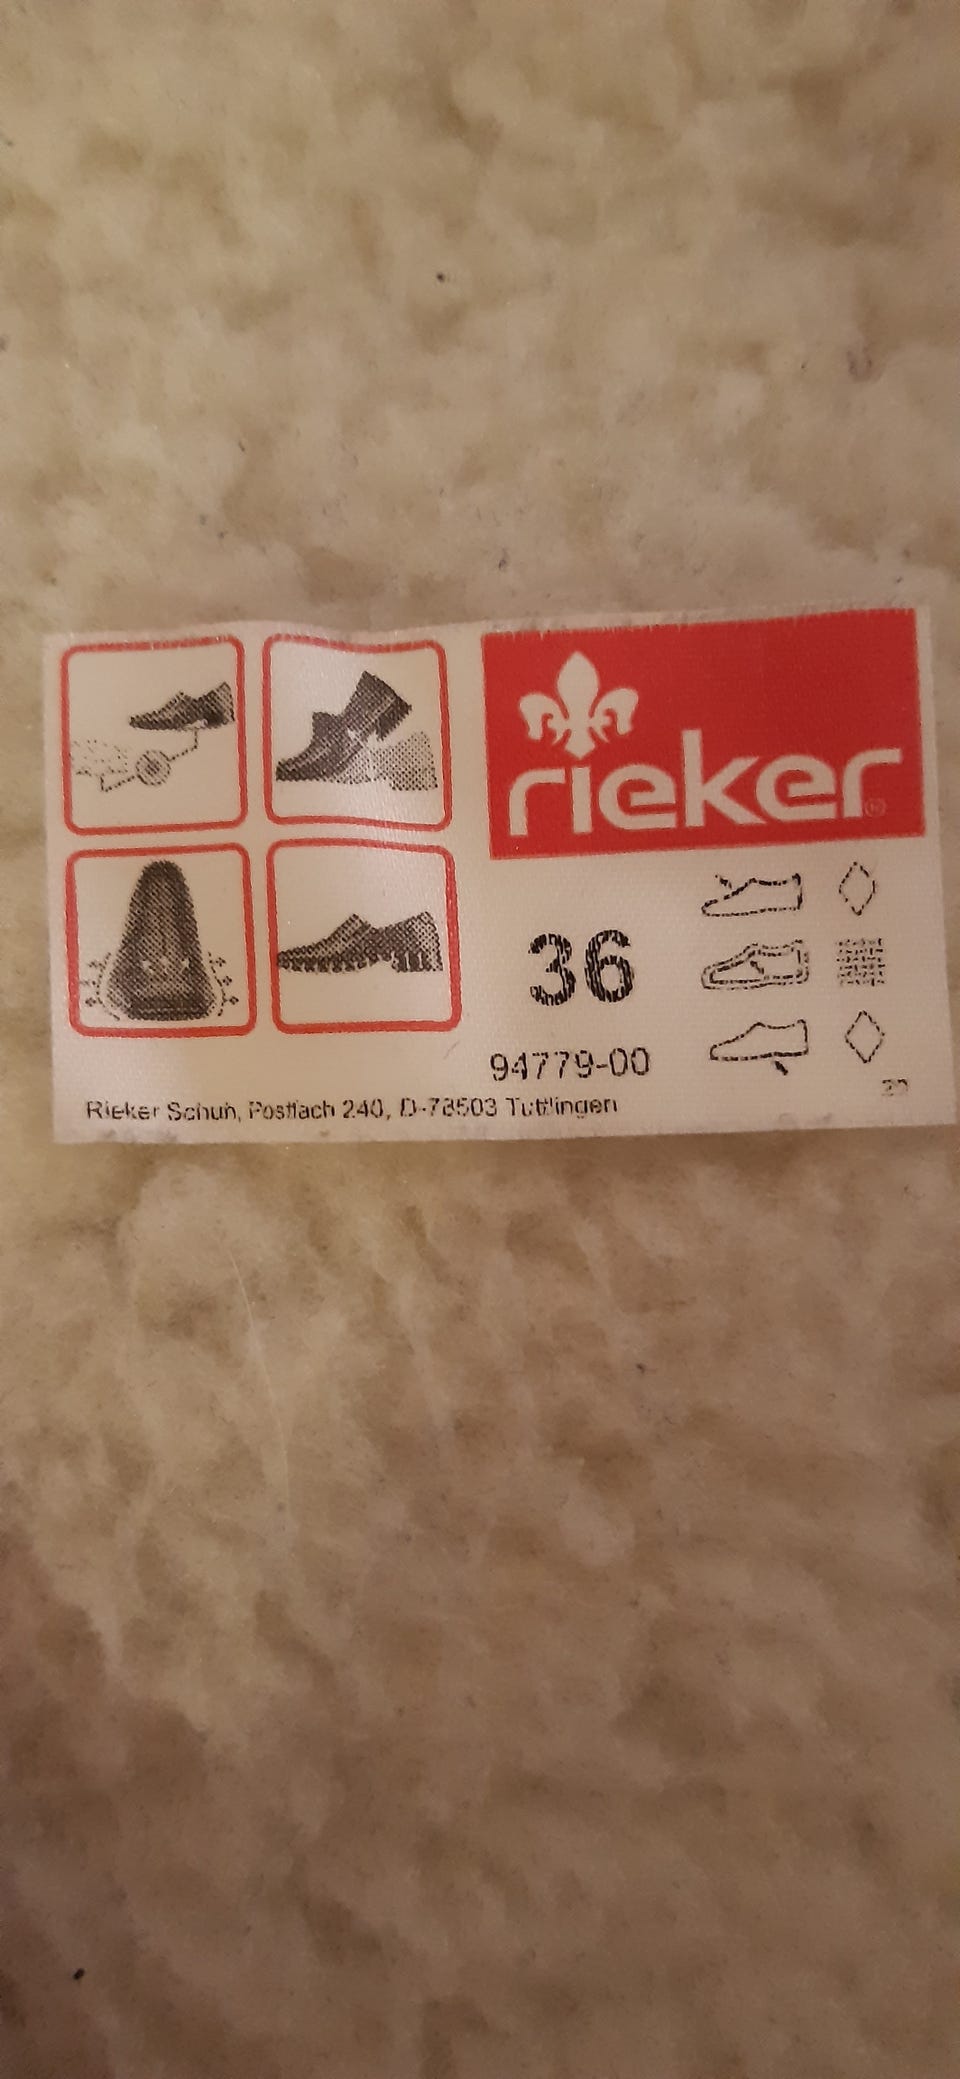 rieker®
36
94779-00
Rieker Schuh, Postfach 240, D-78503 Tuttlingen